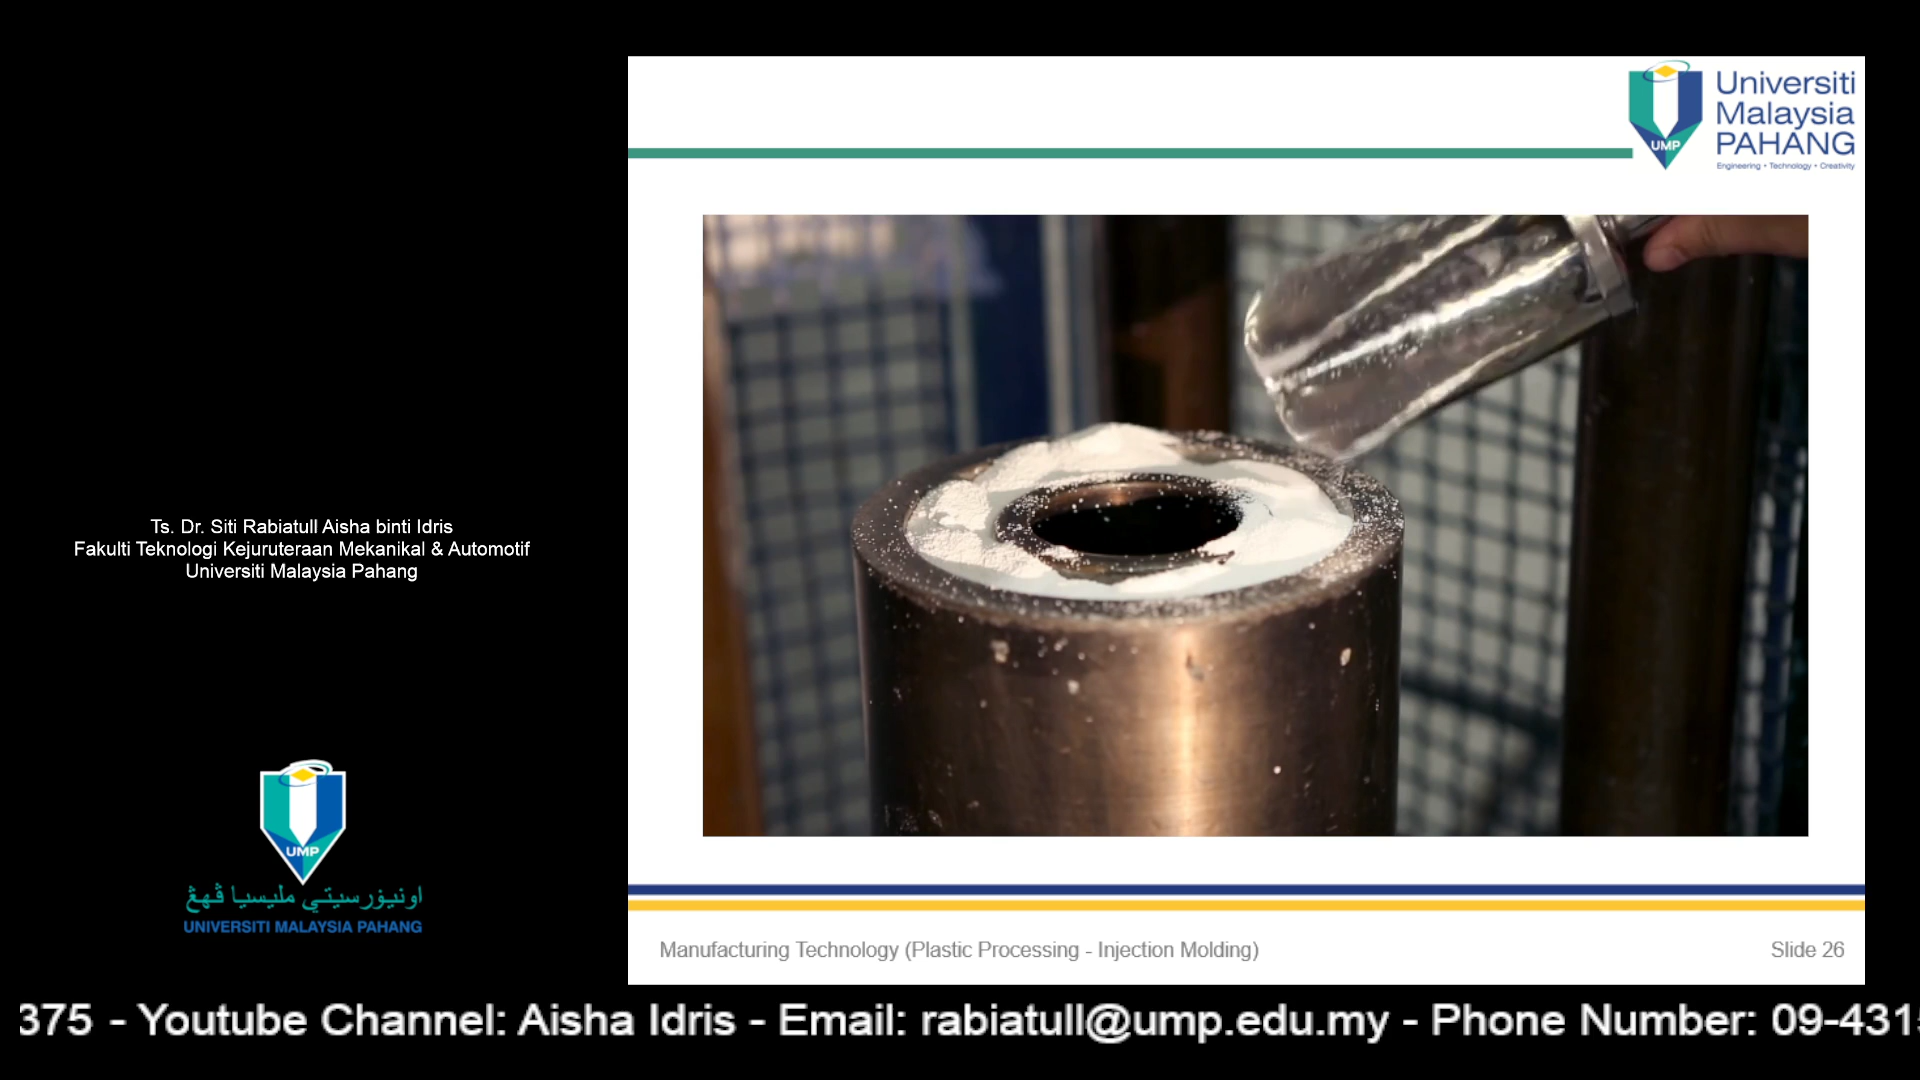 Universiti
Malaysia
PAHANG
Engineering • Technology • Creativity
UMP
Ts. Dr. Siti Rabiatull Aisha binti Idris
Fakulti Teknologi Kejuruteraan Mekanikal & Automotif
Universiti Malaysia Pahang
UMP
اونيۏرسيتي مليسيا ڤهڠ
UNIVERSITI MALAYSIA PAHANG
Manufacturing Technology (Plastic Processing - Injection Molding)
Slide 26
375 - Youtube Channel: Aisha Idris - Email: rabiatull@ump.edu.my - Phone Number: 09-431